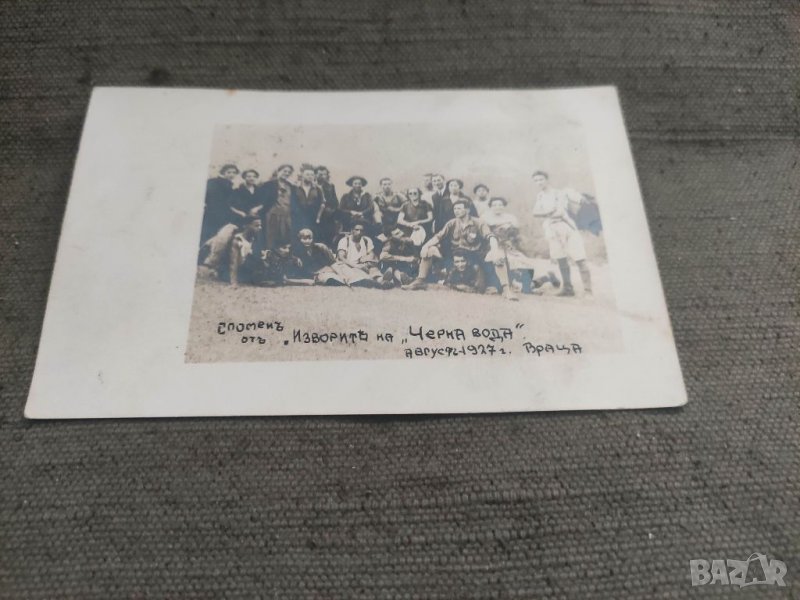 Споменъ
отъ „Изворитѣ на „Черна вода".
августъ-1927 г. Враца
BAZAR